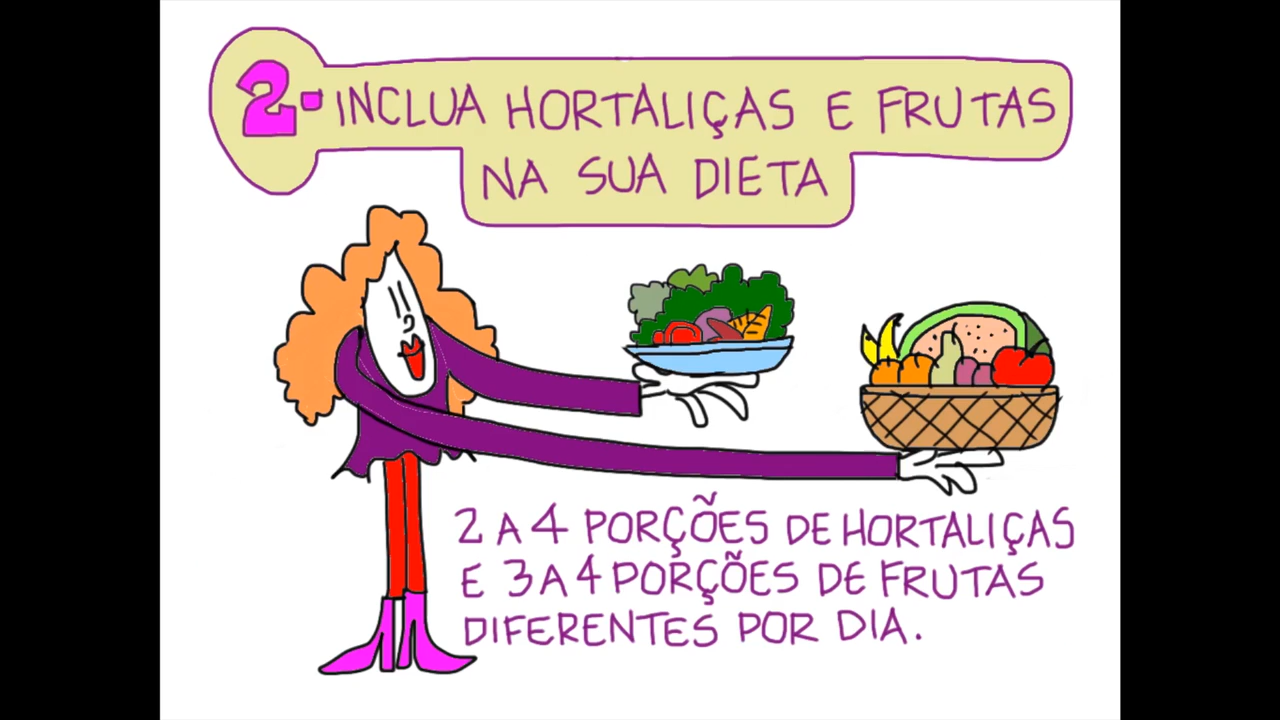 2. INCLUA HORTALIÇAS E FRUTAS
NA SUA DIETA
2 A 4 PORÇÕES DE HORTALIÇAS
E 3 A 4 PORÇÕES DE FRUTAS
DIFERENTES POR DIA.